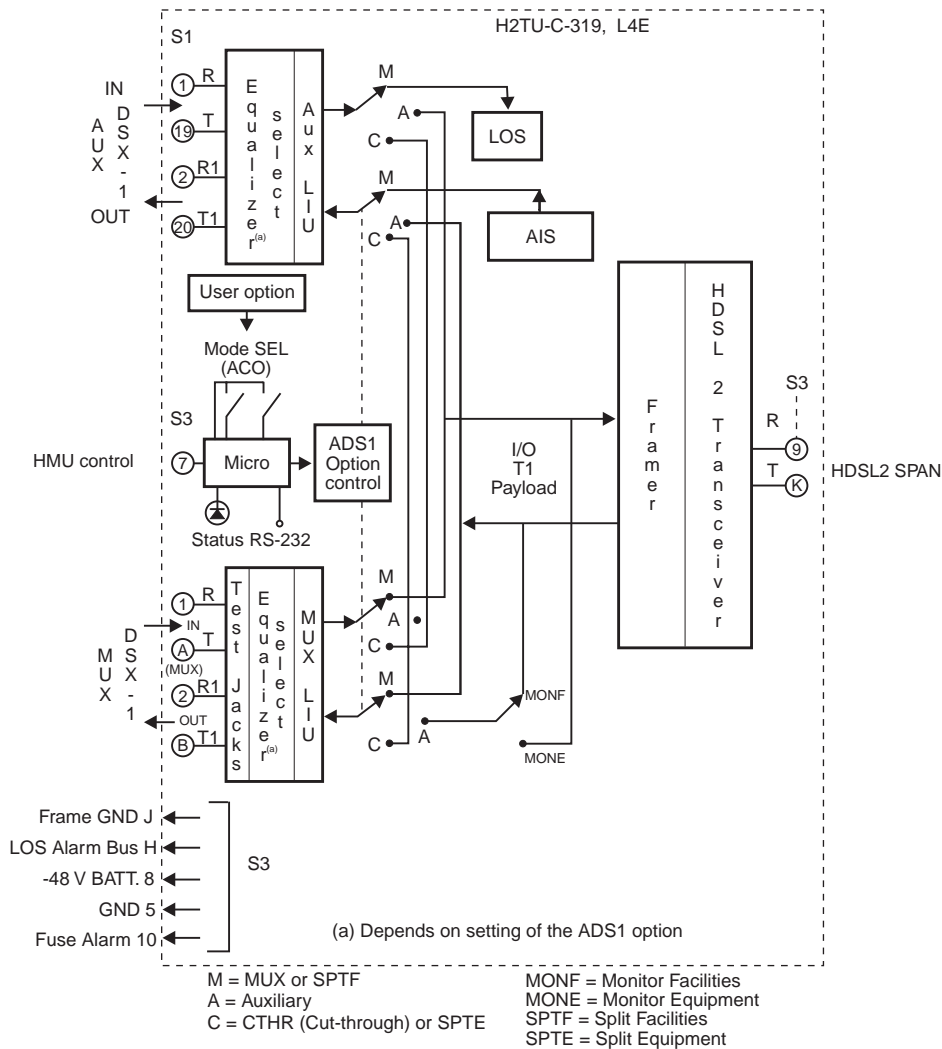 H2TU-C-319, L4E
S1
IN
DSX-1
AUX
OUT
1 R
19 T
2 R1
20 T1
Equalizer(a)
select
Aux LIU
M
A
C
LOS
M
A
C
AIS
User option
Mode SEL
(ACO)
S3
HMU control
7
Micro
ADS1
Option
control
Status RS-232
I/O
T1
Payload
Framer
HDSL 2 Transceiver
S3
R
9
T
K
HDSL2 SPAN
DSX-1
MUX
1 R
IN
A T
(MUX)
2 R1
OUT
B T1
Test Jacks
Equalizer(a)
select
MUX LIU
M
A
C
M
A
C
MONF
MONE
Frame GND J
LOS Alarm Bus H
-48 V BATT. 8
GND 5
Fuse Alarm 10
S3
(a) Depends on setting of the ADS1 option
M = MUX or SPTF
A = Auxiliary
C = CTHR (Cut-through) or SPTE
MONF = Monitor Facilities
MONE = Monitor Equipment
SPTF = Split Facilities
SPTE = Split Equipment